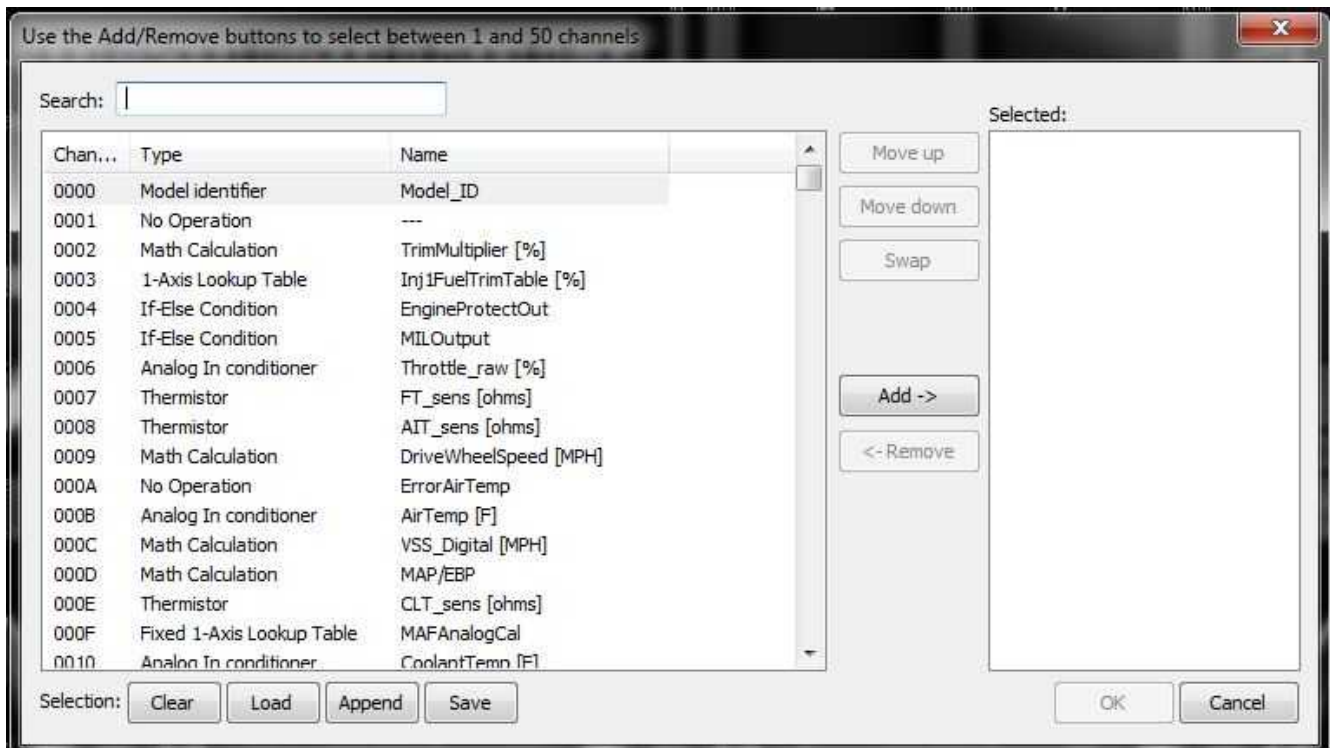 Use the Add/Remove buttons to select between 1 and 50 channels
Search:
Selected:
Chan... Type Name
0000 Model identifier Model_ID
0001 No Operation ---
0002 Math Calculation TrimMultiplier [%]
0003 1-Axis Lookup Table Inj1FuelTrimTable [%]
0004 If-Else Condition EngineProtectOut
0005 If-Else Condition MILOutput
0006 Analog In conditioner Throttle_raw [%]
0007 Thermistor FT_sens [ohms]
0008 Thermistor AIT_sens [ohms]
0009 Math Calculation DriveWheelSpeed [MPH]
000A No Operation ErrorAirTemp
000B Analog In conditioner AirTemp [F]
000C Math Calculation VSS_Digital [MPH]
000D Math Calculation MAP/EBP
000E Thermistor CLT_sens [ohms]
000F Fixed 1-Axis Lookup Table MAFAnalogCal
0010 Analog In conditioner CoolantTemp [F]
Move up
Move down
Swap
Add ->
<- Remove
Selection: Clear Load Append Save OK Cancel